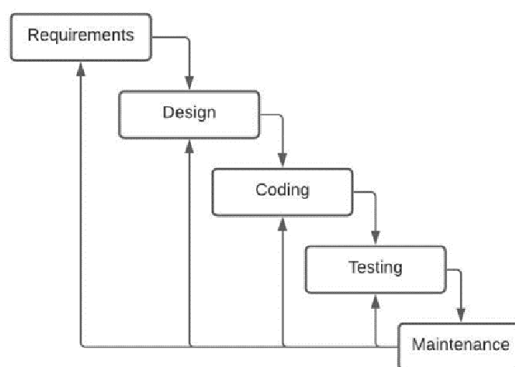 Requirements
Design
Coding
Testing
Maintenance